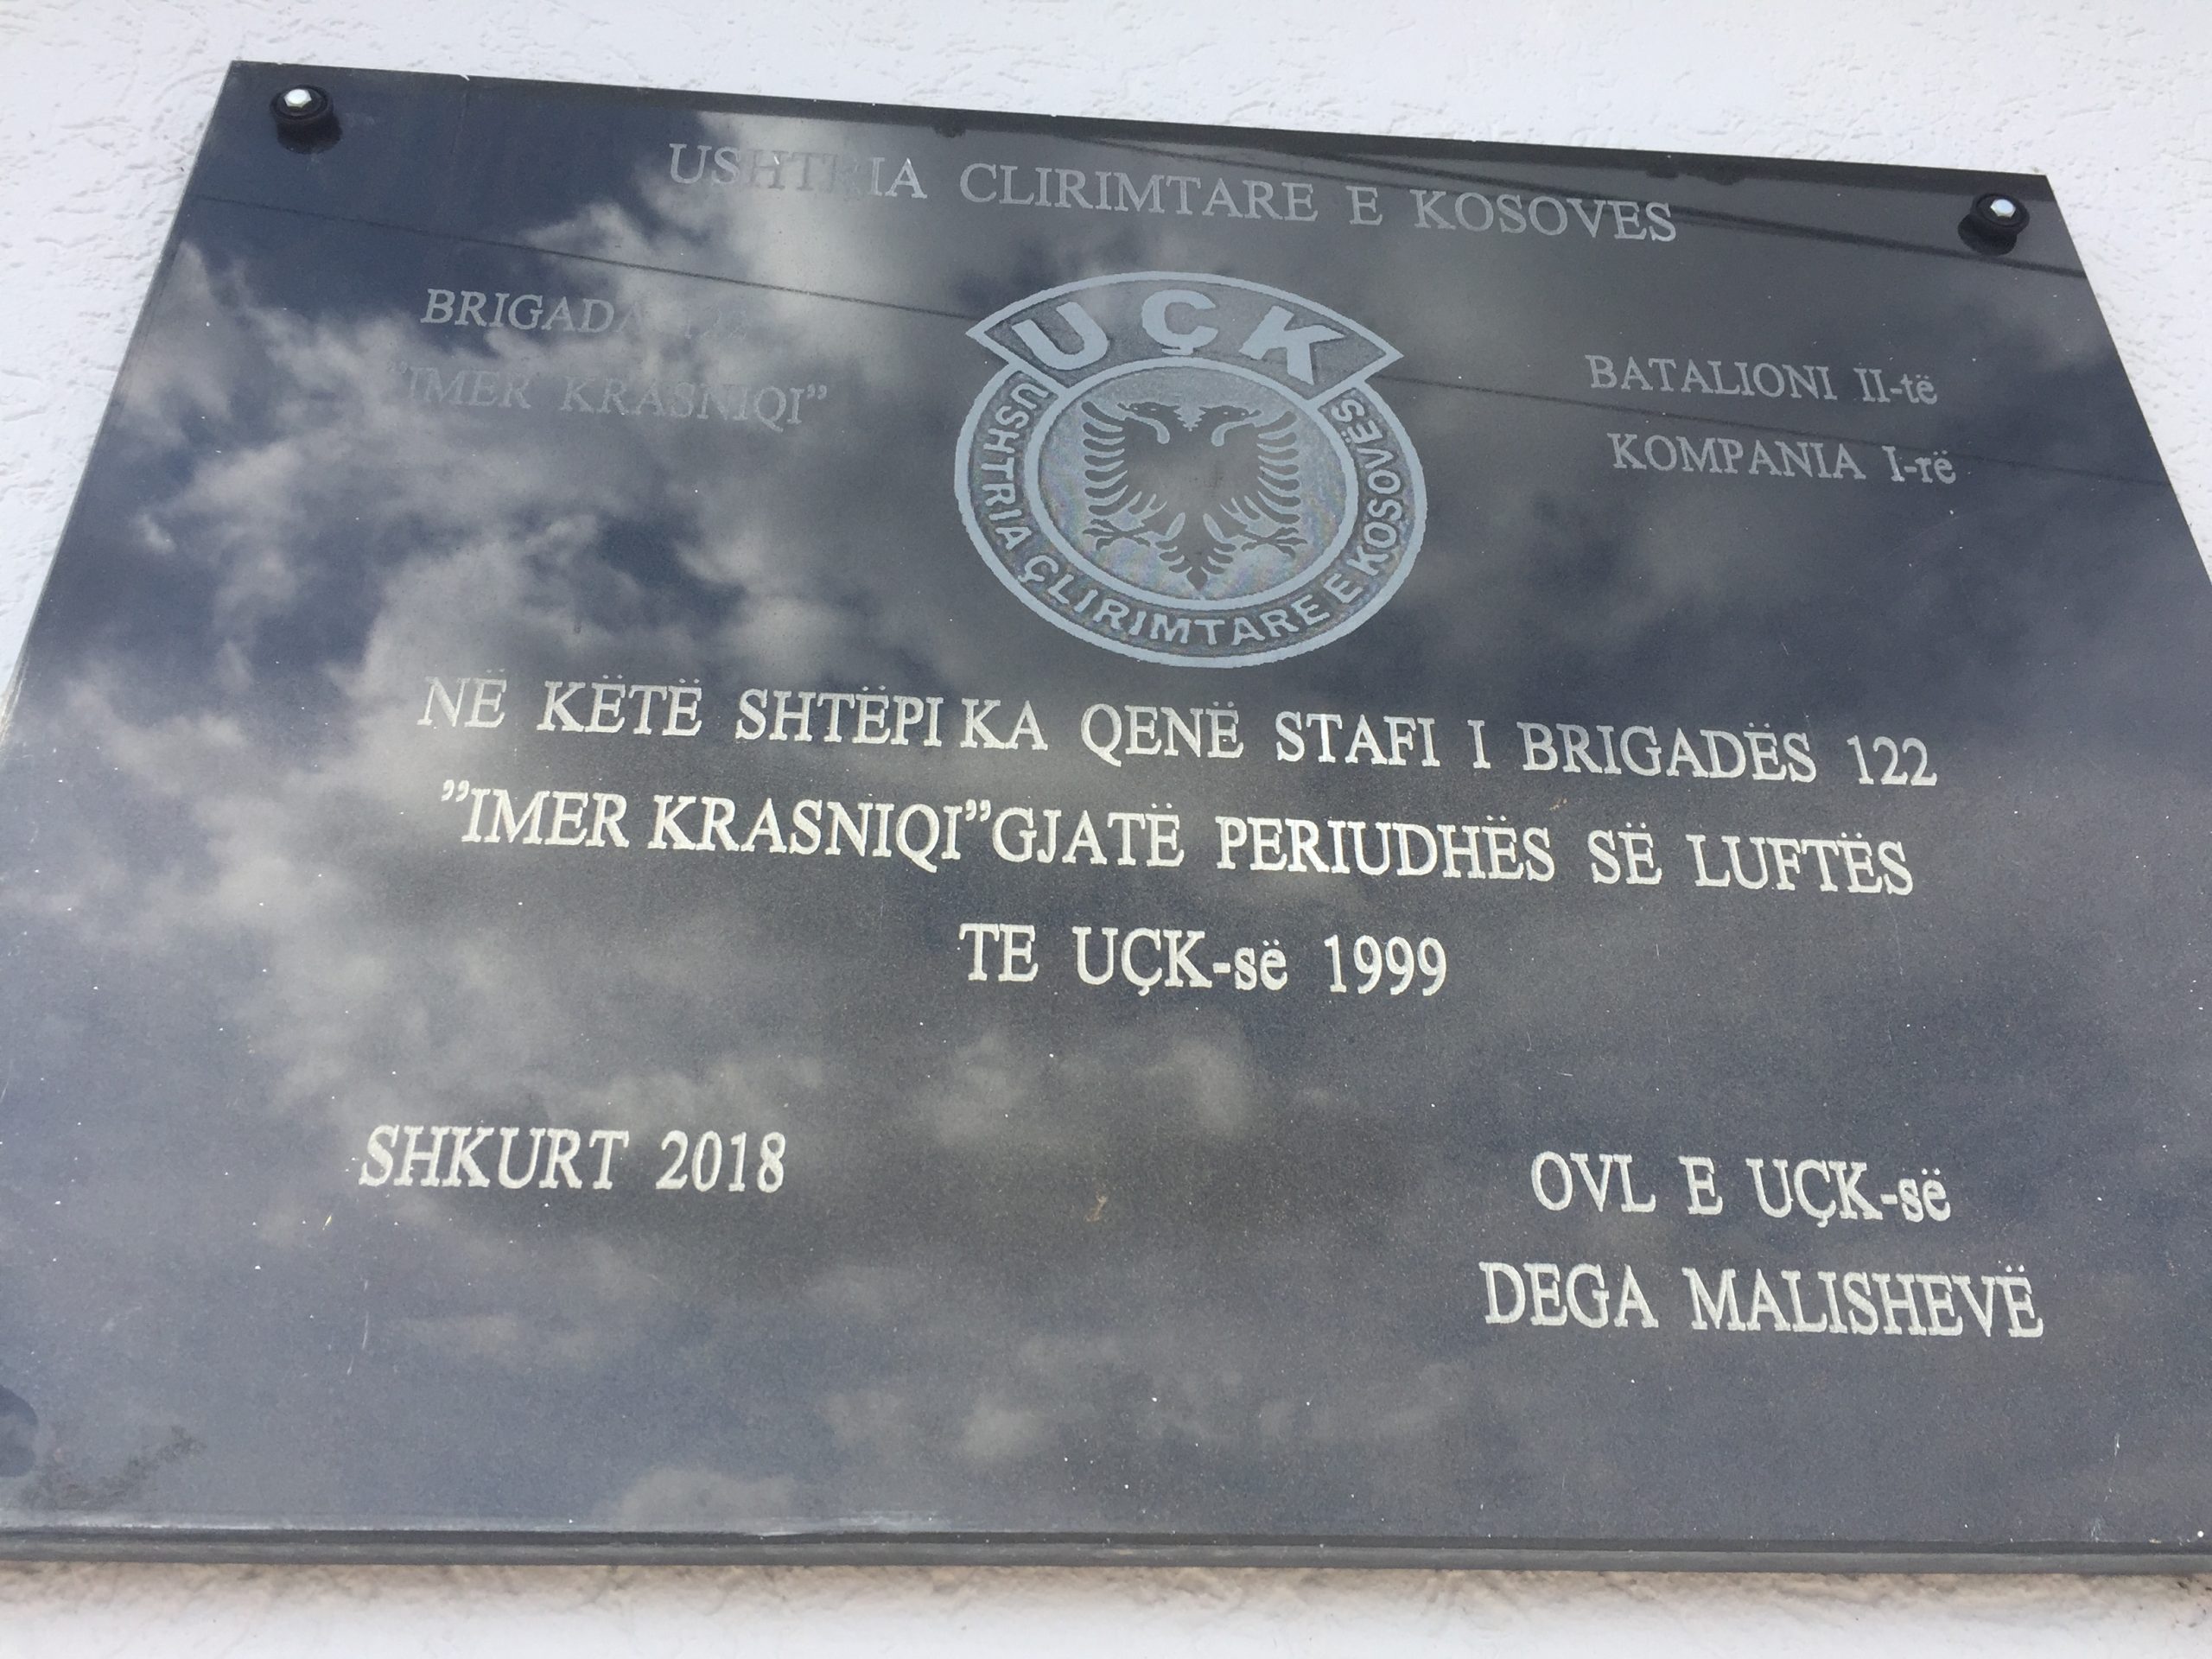 USHTRIA CLIRIMTARE E KOSOVES
BRIGADA 122
"IMER KRASNIQI"
UÇK
USHTRIA ÇLIRIMTARE E KOSOVËS
BATALIONI II-të
KOMPANIA I-rë
NË KËTË SHTËPI KA QENË STAFI I BRIGADËS 122
"IMER KRASNIQI"GJATË PERIUDHËS SË LUFTËS
TE UÇK-së 1999
SHKURT 2018
OVL E UÇK-së
DEGA MALISHEVË